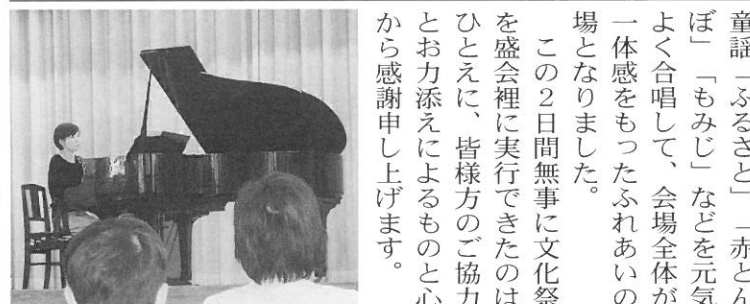 童謡「ふるさと」「赤とん
ぼ」「もみじ」などを元気
よく合唱して、会場全体が
一体感をもったふれあいの
場となりました。
この2日間無事に文化祭
を盛会裡に実行できたのは
ひとえに、皆様方のご協力
とお力添えによるものと心
から感謝申し上げます。